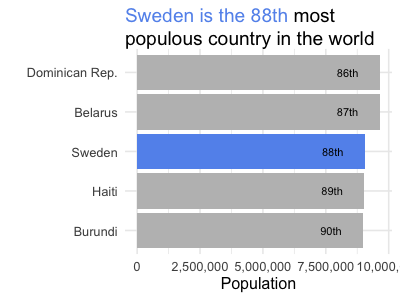 Sweden is the 88th most
populous country in the world
Dominican Rep. 86th
Belarus 87th
Sweden 88th
Haiti 89th
Burundi 90th
0 2,500,000 5,000,000 7,500,000 10,000,
Population